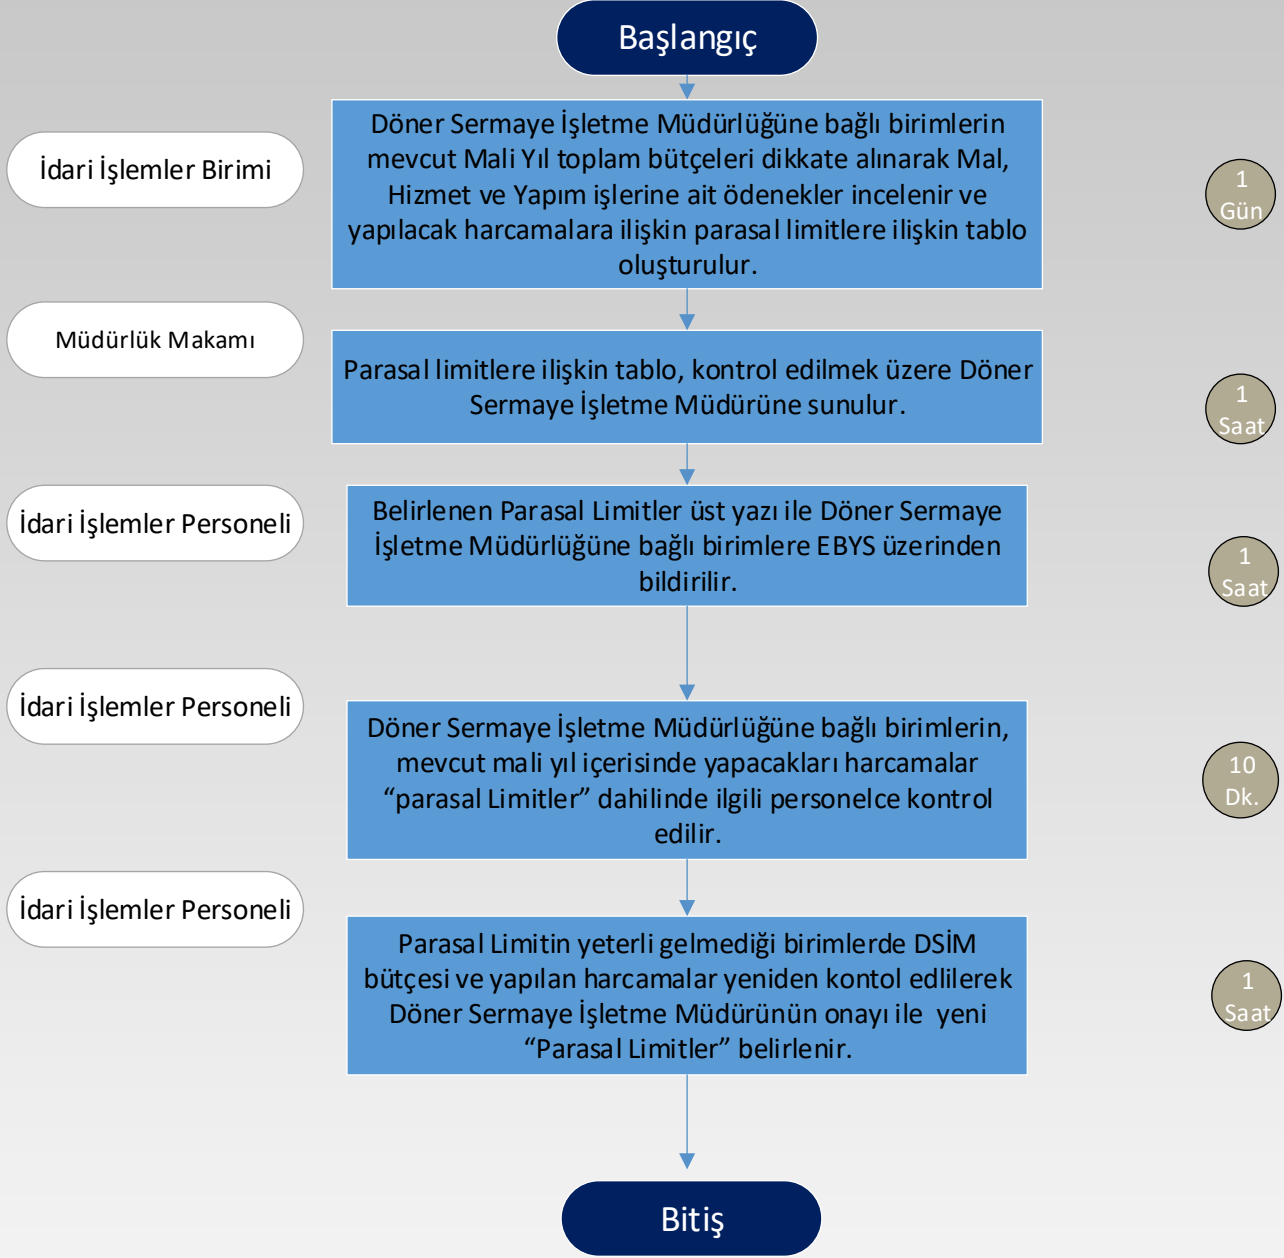 Başlangıç
İdari İşlemler Birimi
Döner Sermaye İşletme Müdürlüğüne bağlı birimlerin
mevcut Mali Yıl toplam bütçeleri dikkate alınarak Mal,
Hizmet ve Yapım işlerine ait ödenekler incelenir ve
yapılacak harcamalara ilişkin parasal limitlere ilişkin tablo
oluşturulur.
1
Gün
Müdürlük Makamı
Parasal limitlere ilişkin tablo, kontrol edilmek üzere Döner
Sermaye İşletme Müdürüne sunulur.
1
Saat
İdari İşlemler Personeli
Belirlenen Parasal Limitler üst yazı ile Döner Sermaye
İşletme Müdürlüğüne bağlı birimlere EBYS üzerinden
bildirilir.
1
Saat
İdari İşlemler Personeli
Döner Sermaye İşletme Müdürlüğüne bağlı birimlerin,
mevcut mali yıl içerisinde yapacakları harcamalar
“parasal Limitler” dahilinde ilgili personelce kontrol
edilir.
10
Dk.
İdari İşlemler Personeli
Parasal Limitin yeterli gelmediği birimlerde DSİM
bütçesi ve yapılan harcamalar yeniden kontol edlilerek
Döner Sermaye İşletme Müdürünün onayı ile yeni
“Parasal Limitler” belirlenir.
1
Saat
Bitiş